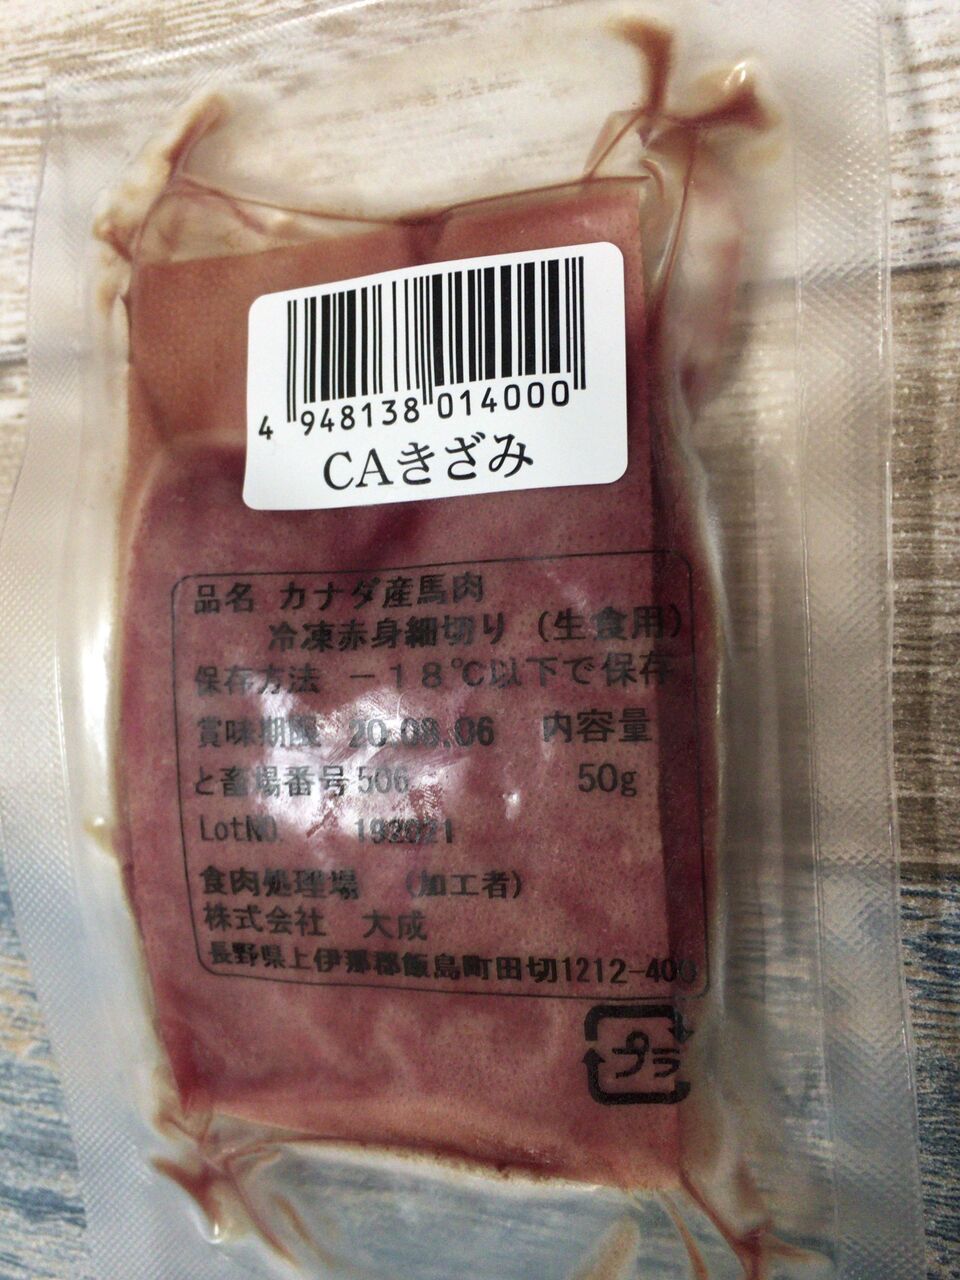 4 948138 014000
CAきざみ
品名 カナダ産馬肉
冷凍赤身細切り（生食用）
保存方法 －18℃以下で保存
賞味期限 20.08.06 内容量
と畜場番号 506 50g
LotNO.
食肉処理場 （加工者）
株式会社 大成
長野県上伊那郡飯島町田切1212-400
プラ